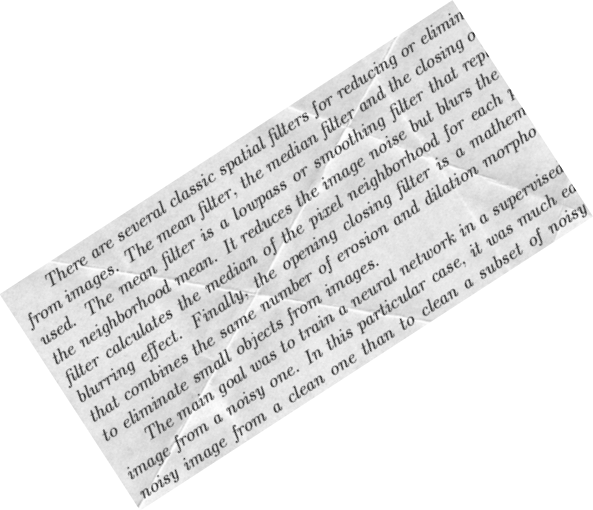 There are several classic spatial filters for reducing or elimin
from images. The mean filter, the median filter and the closing o
used. The mean filter is a lowpass or smoothing filter that rep
the neighborhood mean. It reduces the image noise but blurs the
filter calculates the median of the pixel neighborhood for each
blurring effect. Finally, the opening closing filter is a mathem
that combines the same number of erosion and dilation morpho
to eliminate small objects from images.
The main goal was to train a neural network in a supervised
image from a noisy one. In this particular case, it was much ea
noisy image from a clean one than to clean a subset of noisy